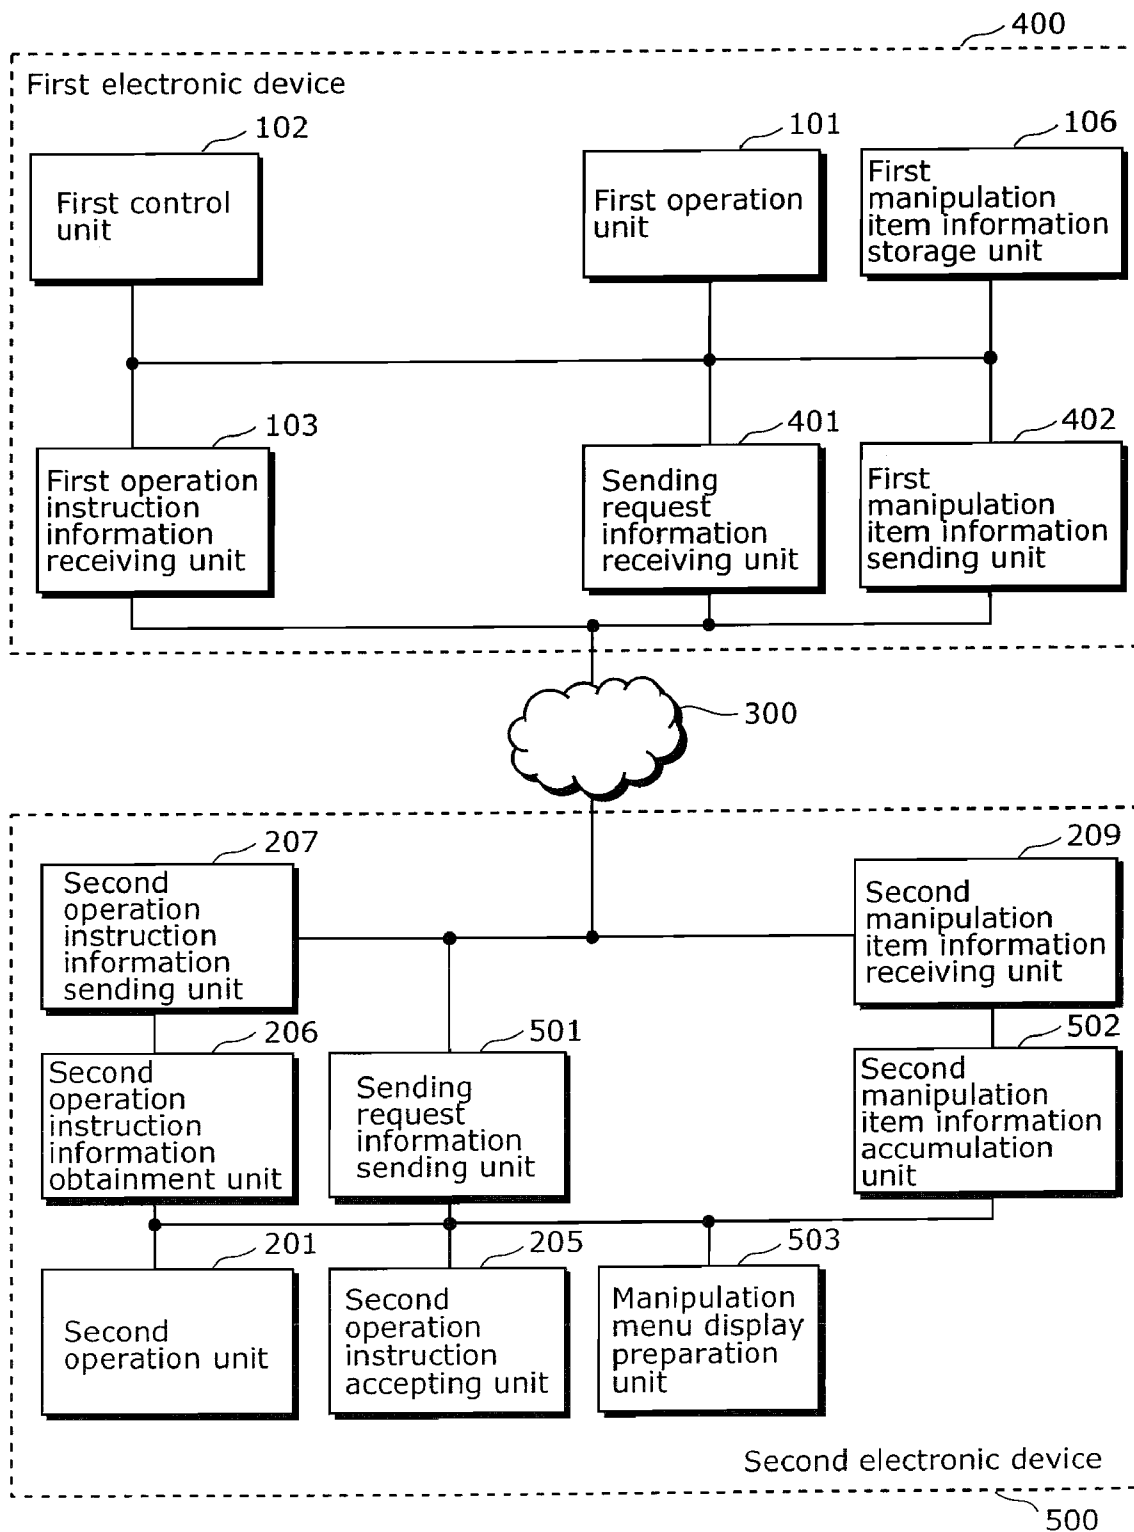 400
First electronic device
102
101
106
First control
unit
First operation
unit
First
manipulation
item information
storage unit
103
401
402
First operation
instruction
information
receiving unit
Sending
request
information
receiving unit
First
manipulation
item information
sending unit
300
207
209
Second
operation
instruction
information
sending unit
Second
manipulation
item information
receiving unit
206
501
502
Second
operation
instruction
information
obtainment unit
Sending
request
information
sending unit
Second
manipulation
item information
accumulation
unit
201
205
503
Second
operation unit
Second
operation
instruction
accepting unit
Manipulation
menu display
preparation
unit
Second electronic device
500